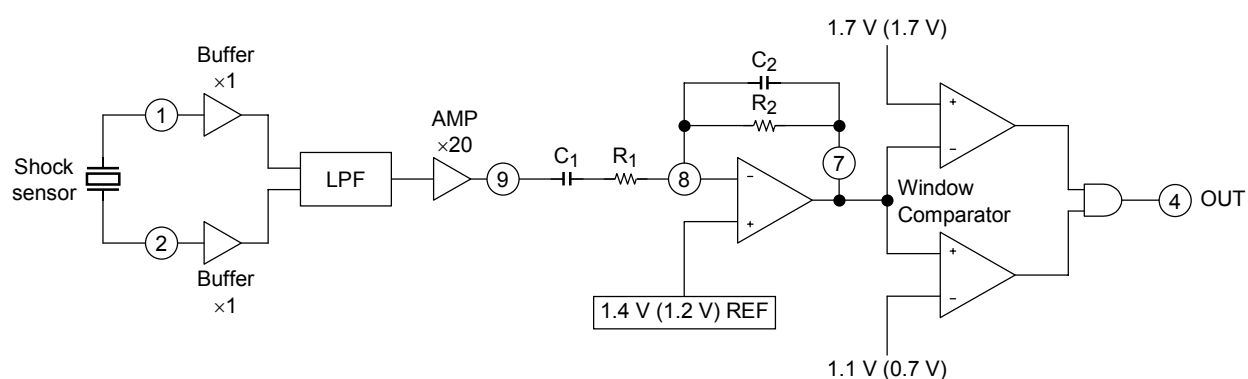 1.7 V (1.7 V)
Buffer
×1
C2
R2
AMP
×20
1
+
−
9
C1
R1
8
7
Shock
sensor
LPF
−
+
Window
Comparator
4
OUT
2
Buffer
×1
+
−
1.4 V (1.2 V) REF
1.1 V (0.7 V)